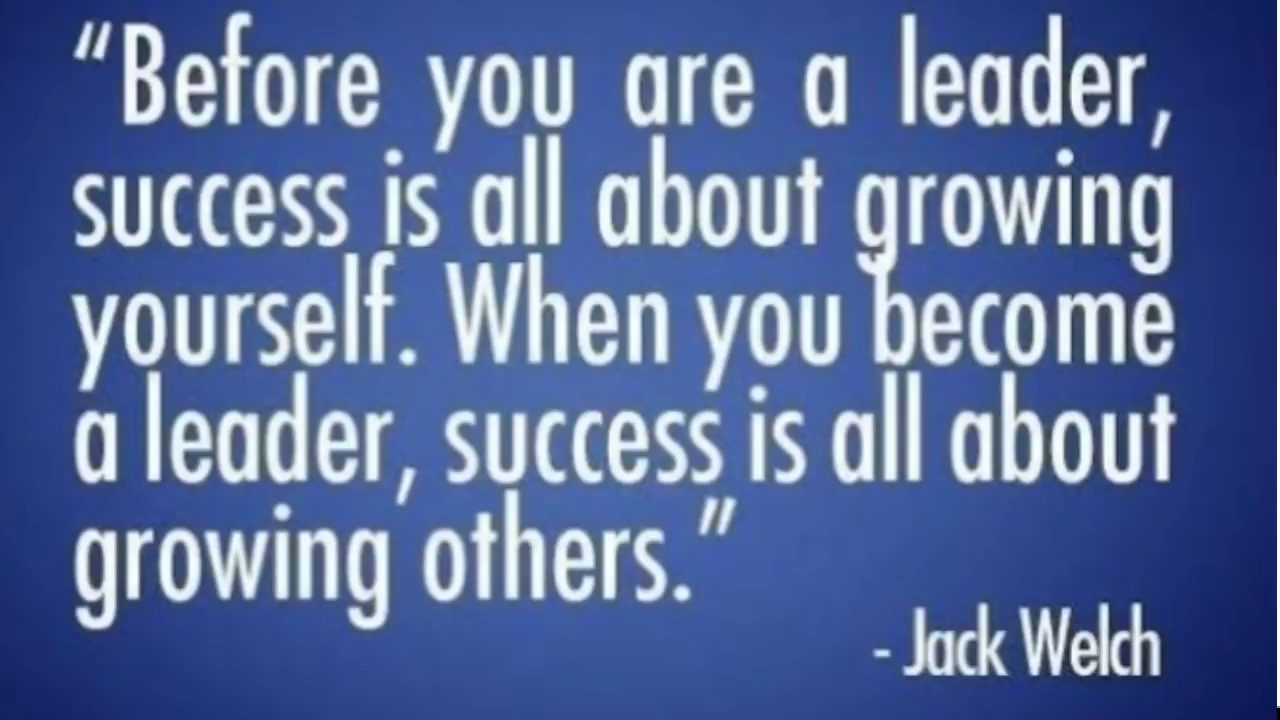 “Before you are a leader,
success is all about growing
yourself. When you become
a leader, success is all about
growing others.”
- Jack Welch